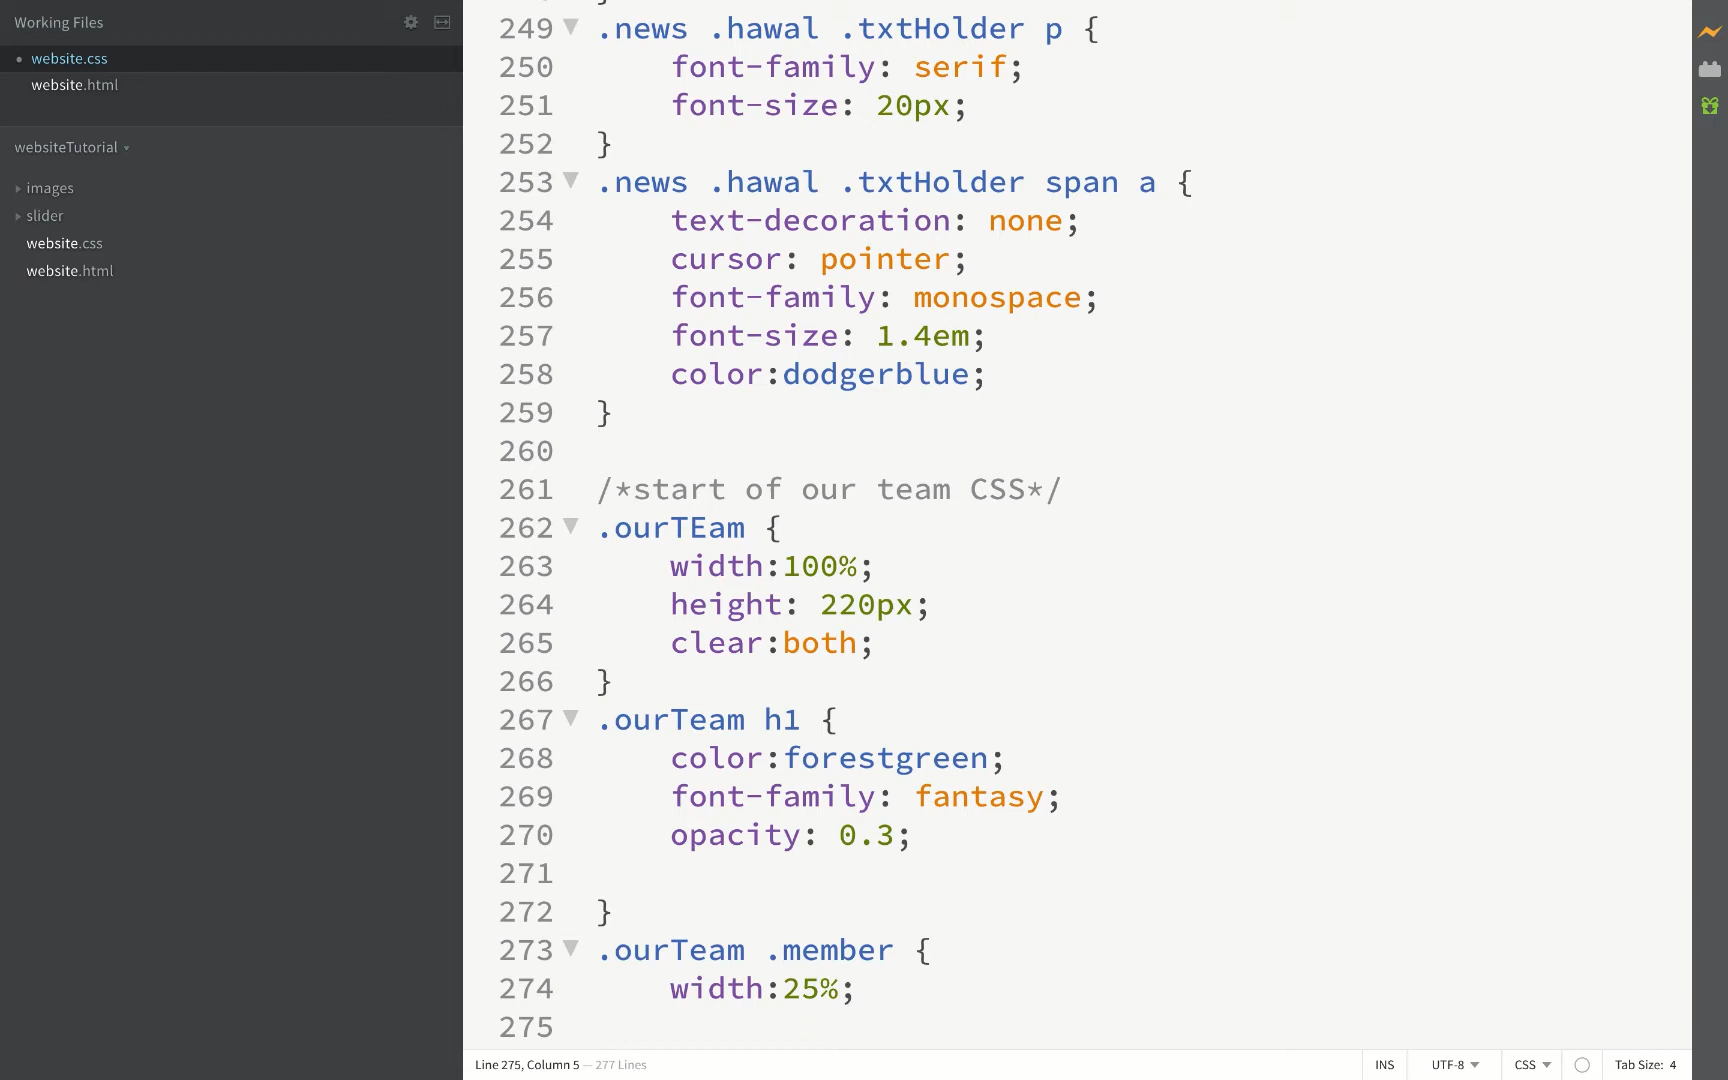 Working Files
website.css
website.html
websiteTutorial
images
slider
website.css
website.html
249 .news .hawal .txtHolder p {
250 font-family: serif;
251 font-size: 20px;
252 }
253 .news .hawal .txtHolder span a {
254 text-decoration: none;
255 cursor: pointer;
256 font-family: monospace;
257 font-size: 1.4em;
258 color:dodgerblue;
259 }
260
261 /*start of our team CSS*/
262 .ourTEam {
263 width:100%;
264 height: 220px;
265 clear:both;
266 }
267 .ourTeam h1 {
268 color:forestgreen;
269 font-family: fantasy;
270 opacity: 0.3;
271
272 }
273 .ourTeam .member {
274 width:25%;
275
Line 275, Column 5 — 277 Lines INS UTF-8 CSS Tab Size: 4